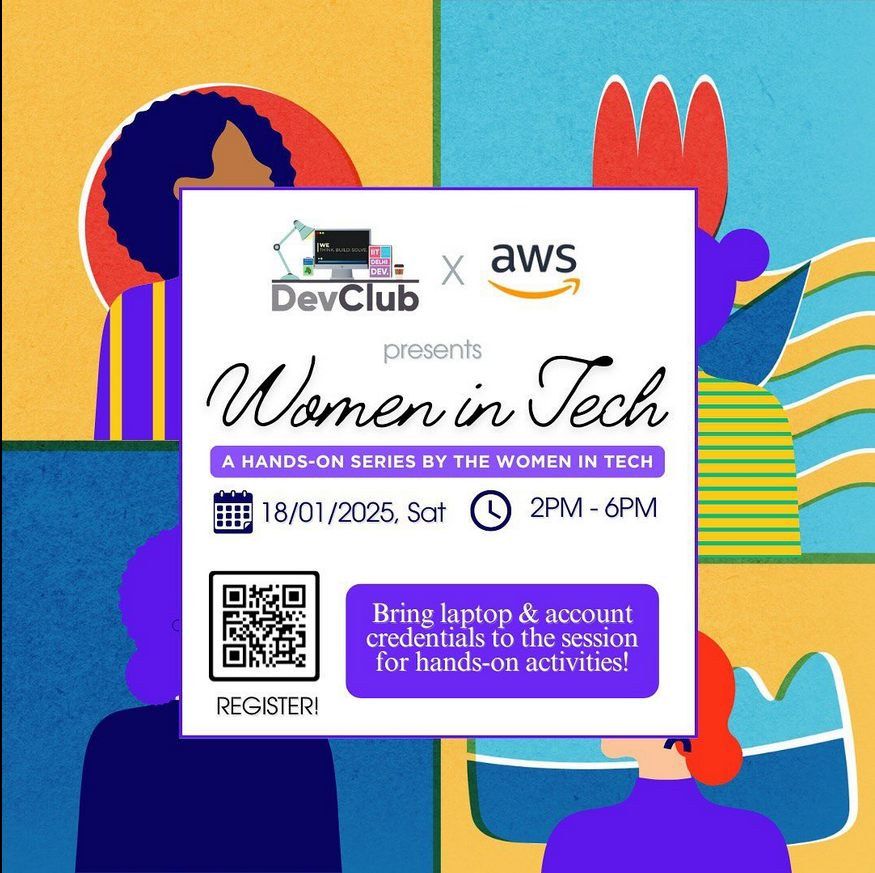 WE
THINK. BUILD. SOLVE.
IIT
DELHI
DEV.
DevClub X aws
presents
Women in Tech
A HANDS-ON SERIES BY THE WOMEN IN TECH
18/01/2025, Sat 2PM - 6PM
Bring laptop & account
credentials to the session
for hands-on activities!
REGISTER!